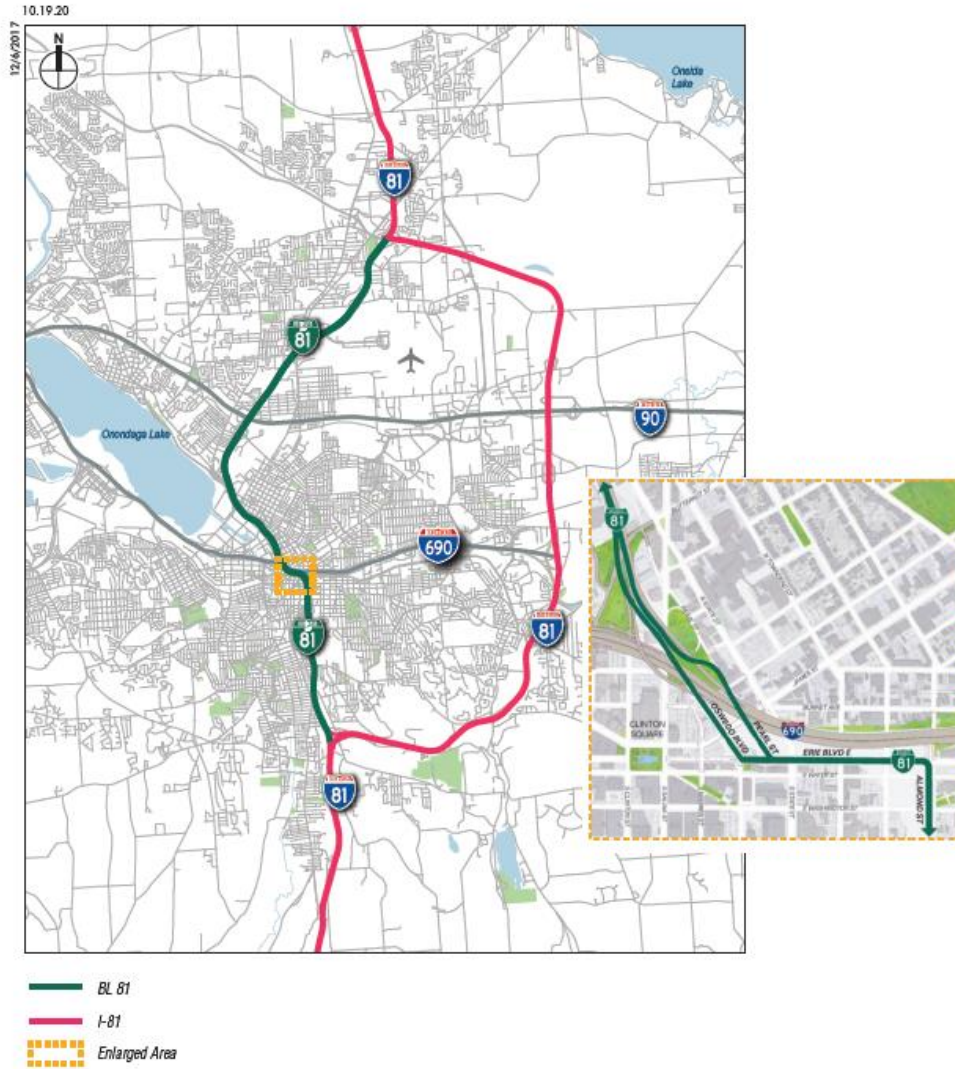 10.19.20
12/6/2017
N
Oneida
Lake
81
81
Onondaga Lake
90
690
81
81
81
81
CLINTON
SQUARE
OSWEGO BLVD
PEARL ST
690
ERIE BLVD E
81
ALMOND ST
BL 81
I-81
Enlarged Area